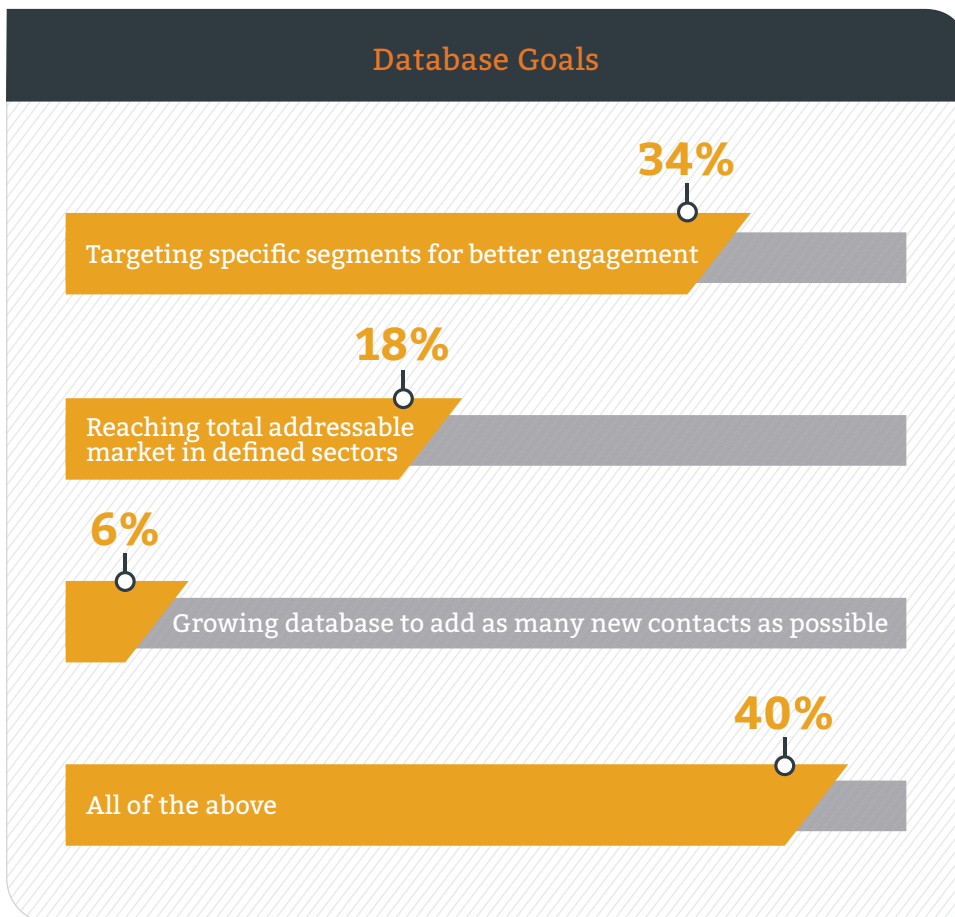 Database Goals
34%
Targeting specific segments for better engagement
18%
Reaching total addressable
market in defined sectors
6%
Growing database to add as many new contacts as possible
40%
All of the above